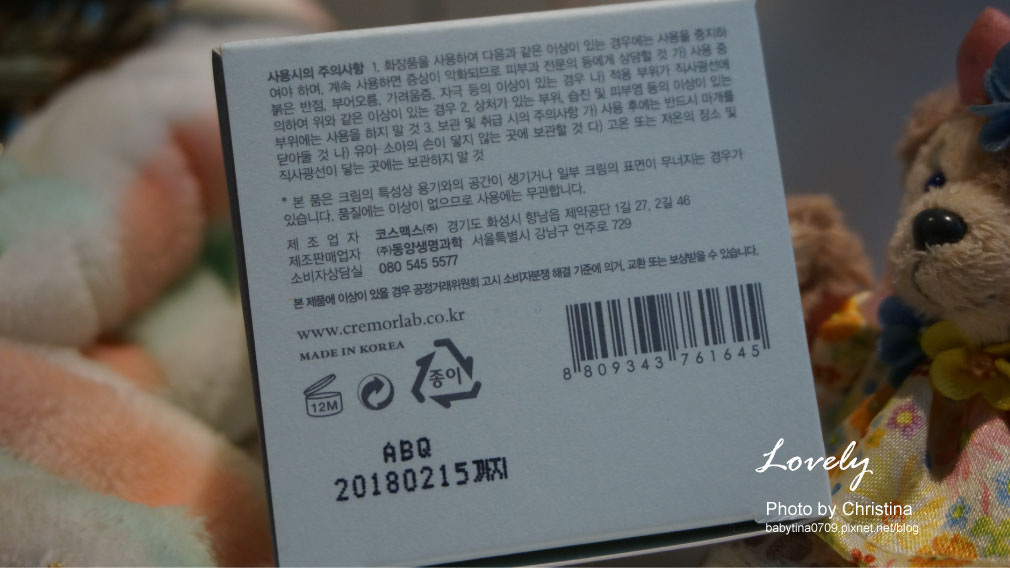 사용시의 주의사항 1. 화장품을 사용하여 다음과 같은 이상이 있는 경우에는 사용을 중지하
여야 하며, 계속 사용하면 증상이 악화되므로 피부과 전문의 등에게 상담할 것 가) 사용 중
붉은 반점, 부어오름, 가려움증, 자극 등의 이상이 있는 경우 나) 적용 부위가 직사광선에
의하여 위와 같은 이상이 있는 경우 2. 상처가 있는 부위, 습진 및 피부염 등의 이상이 있는
부위에는 사용을 하지 말 것 3. 보관 및 취급 시의 주의사항 가) 사용 후에는 반드시 마개를
닫아둘 것 나) 유아·소아의 손이 닿지 않는 곳에 보관할 것 다) 고온 또는 저온의 장소 및
직사광선이 닿는 곳에는 보관하지 말 것
* 본 품은 크림의 특성상 용기와의 공간이 생기거나 일부 크림의 표면이 무너지는 경우가
있습니다. 품질에는 이상이 없으므로 사용에는 무관합니다.
제 조 업 자 코스맥스(주) 경기도 화성시 향남읍 제약공단 1길 27, 2길 46
제조판매업자 (주)동양생명과학 서울특별시 강남구 언주로 729
소비자상담실 080 545 5577
본 제품에 이상이 있을 경우 공정거래위원회 고시 소비자분쟁 해결 기준에 의거, 교환 또는 보상받을 수 있습니다.
www.cremorlab.co.kr
MADE IN KOREA
12M
종이
8 809343 761645
ABQ
20180215까지
Lovely
Photo by Christina
babytina0709.pixnet.net/blog